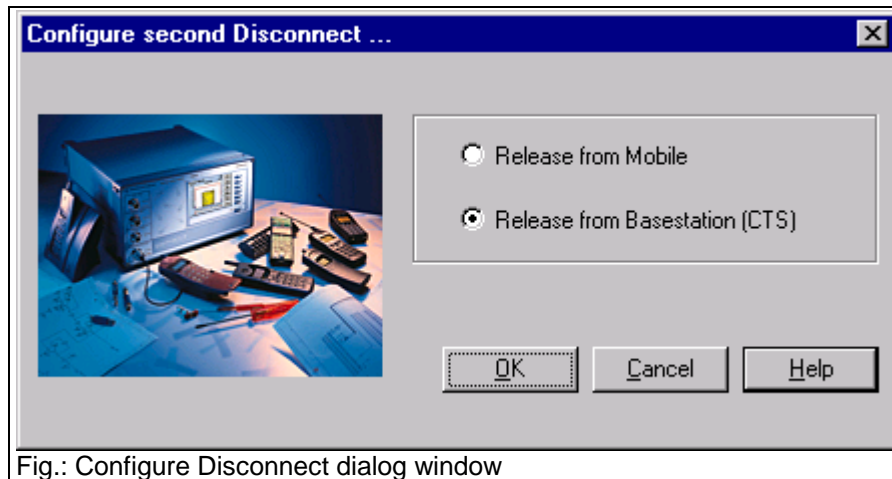 Configure second Disconnect ...
Release from Mobile
Release from Basestation (CTS)
OK
Cancel
Help
Fig.: Configure Disconnect dialog window